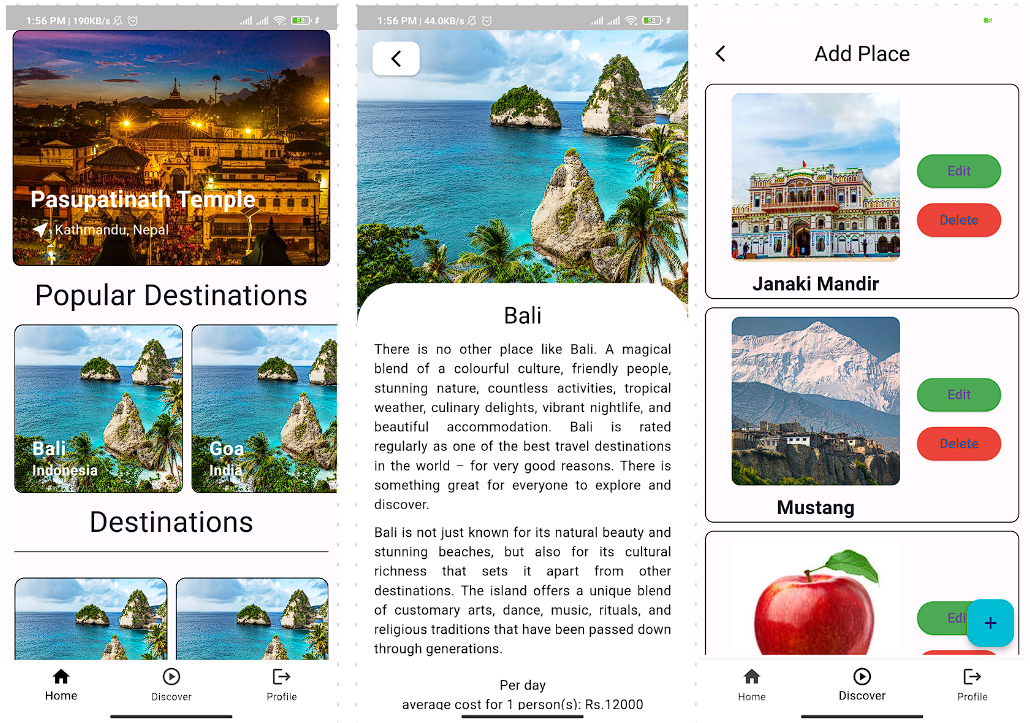 1:56 PM | 190KB/s
52
Pasupatinath Temple
Kathmandu, Nepal
Popular Destinations
Bali
Indonesia
Goa
India
Destinations
Home
Discover
Profile
1:56 PM | 44.0KB/s
52
Bali
There is no other place like Bali. A magical
blend of a colourful culture, friendly people,
stunning nature, countless activities, tropical
weather, culinary delights, vibrant nightlife, and
beautiful accommodation. Bali is rated
regularly as one of the best travel destinations
in the world – for very good reasons. There is
something great for everyone to explore and
discover.
Bali is not just known for its natural beauty and
stunning beaches, but also for its cultural
richness that sets it apart from other
destinations. The island offers a unique blend
of customary arts, dance, music, rituals, and
religious traditions that have been passed down
through generations.
Per day
average cost for 1 person(s): Rs.12000
Add Place
Edit
Delete
Janaki Mandir
Edit
Delete
Mustang
Edit
+
Home
Discover
Profile